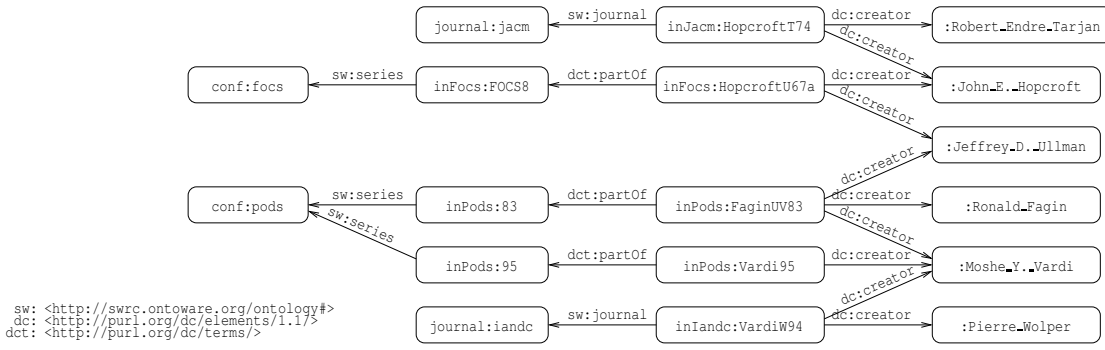 journal:jacm sw:journal inJacm:HopcroftT74 dc:creator :Robert_Endre_Tarjan
dc:creator
conf:focs sw:series inFocs:FOCS8 dct:partOf inFocs:HopcroftU67a dc:creator :John_E._Hopcroft
dc:creator
:Jeffrey_D._Ullman
dc:creator
conf:pods sw:series inPods:83 dct:partOf inPods:FaginUV83 dc:creator :Ronald_Fagin
sw:series dc:creator
inPods:95 dct:partOf inPods:Vardi95 dc:creator :Moshe_Y._Vardi
dc:creator
journal:iandc sw:journal inIandc:VardiW94 dc:creator :Pierre_Wolper
sw: <http://swrc.ontoware.org/ontology#>
dc: <http://purl.org/dc/elements/1.1/>
dct: <http://purl.org/dc/terms/>